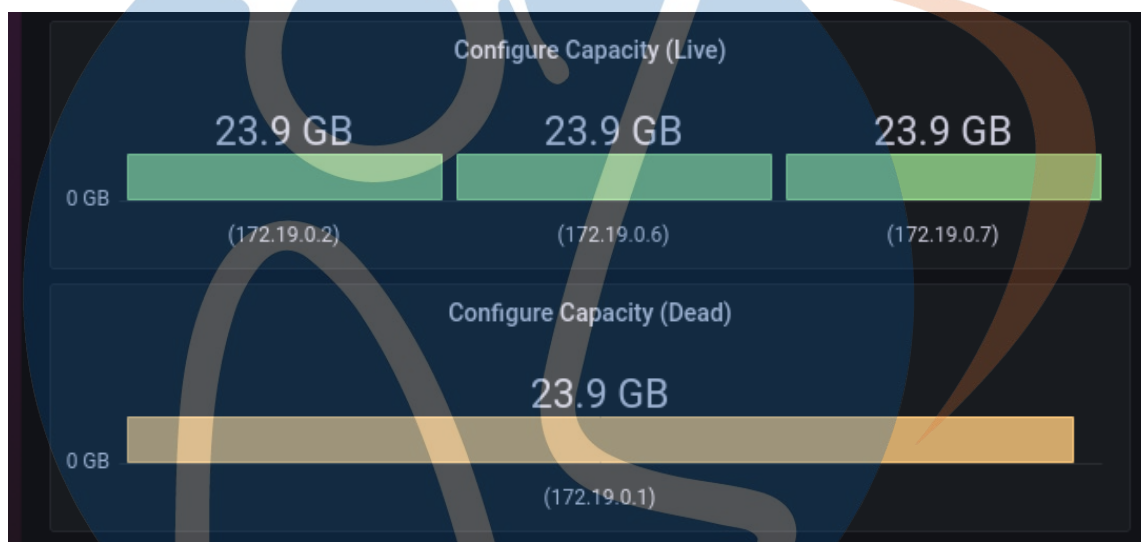 Configure Capacity (Live)
23.9 GB 23.9 GB 23.9 GB
0 GB
(172.19.0.2) (172.19.0.6) (172.19.0.7)
Configure Capacity (Dead)
23.9 GB
0 GB
(172.19.0.1)